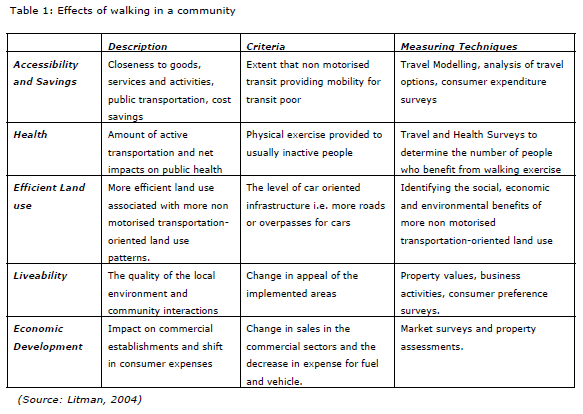 Table 1: Effects of walking in a community
Description Criteria Measuring Techniques
Accessibility Closeness to goods, Extent that non motorised Travel Modelling, analysis of travel
and Savings services and activities, transit providing mobility for options, consumer expenditure
public transportation, cost transit poor surveys
savings
Health Amount of active Physical exercise provided to Travel and Health Surveys to
transportation and net usually inactive people determine the number of people
impacts on public health who benefit from walking exercise
Efficient Land More efficient land use The level of car oriented Identifying the social, economic
use associated with more non infrastructure i.e. more roads and environmental benefits of
motorised transportation- or overpasses for cars more non motorised
oriented land use transportation-oriented land use
patterns.
Liveability The quality of the local Change in appeal of the Property values, business
environment and implemented areas activities, consumer preference
community interactions surveys.
Economic Impact on commercial Change in sales in the Market surveys and property
Development establishments and shift commercial sectors and the assessments.
in consumer expenses decrease in expense for fuel
and vehicle.
(Source: Litman, 2004)